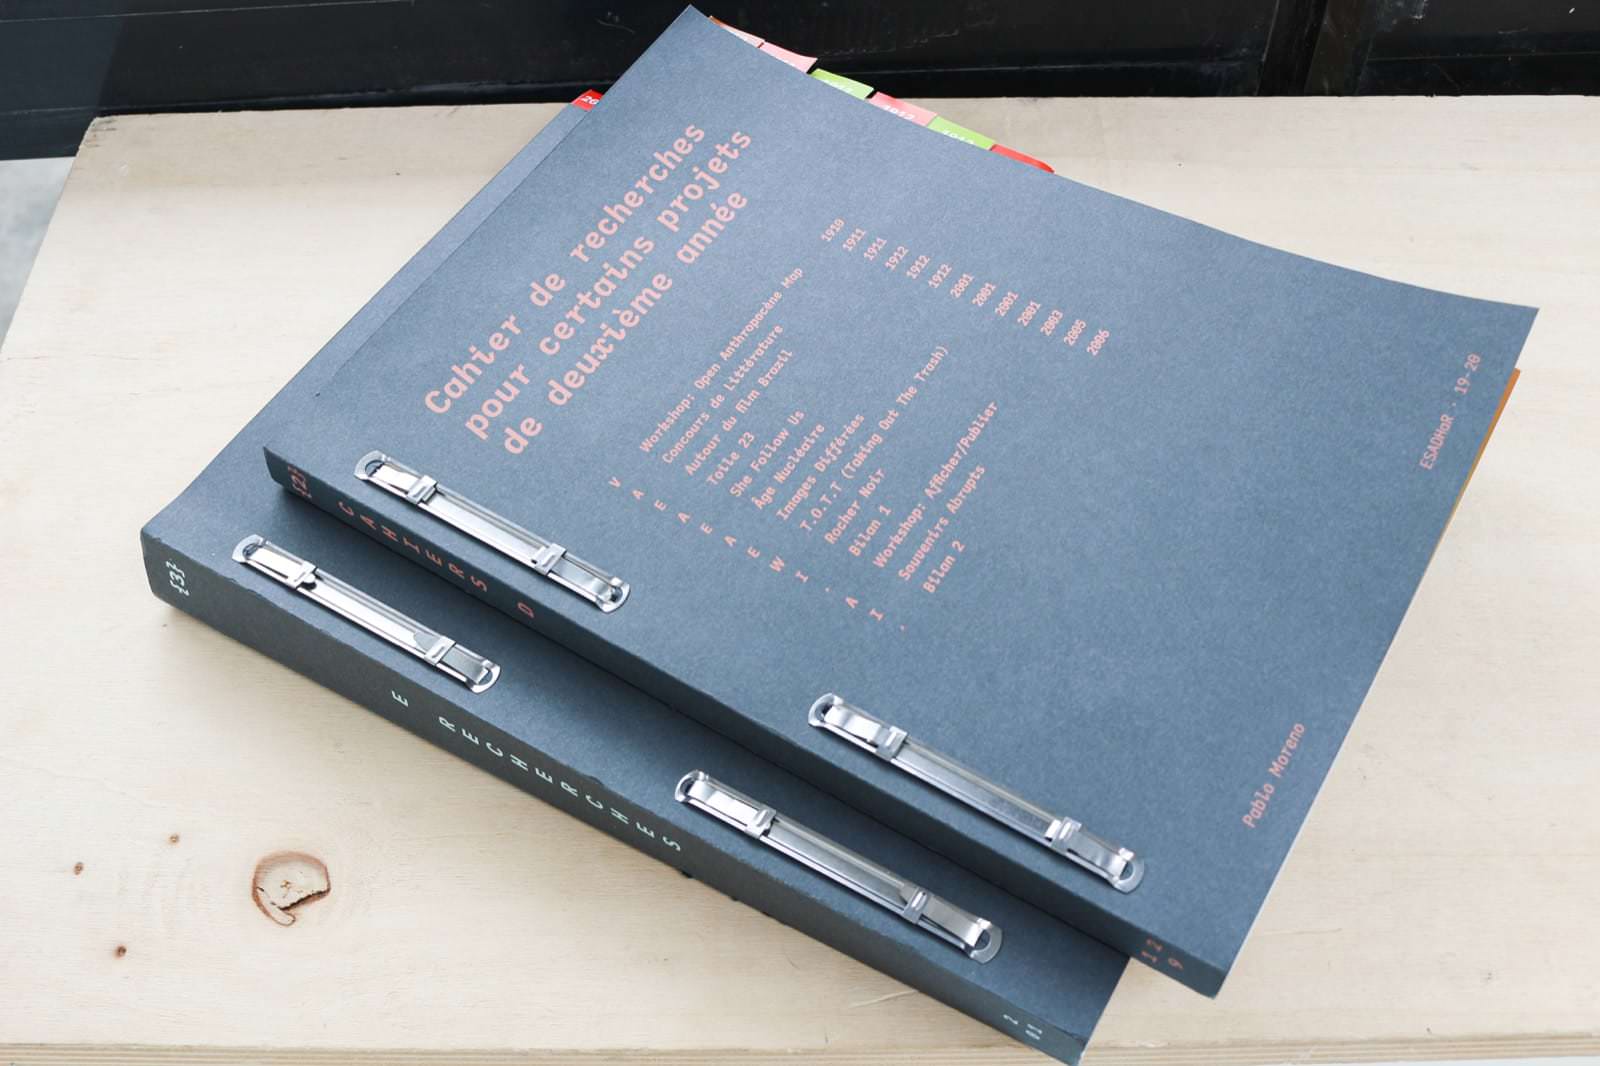 Cahier de recherches
pour certains projets
de deuxième année
V Workshop: Open Anthropocène Map 1910
A Concours de Littérature 1911
E Autour du film Brazil 1911
A Toile 23 1912
E She Follow Us 1912
A Âge Nucléaire 1912
E Images Différées 2001
W T.O.T.T (Taking Out The Trash) 2001
I Rocher Noir 2001
. Bilan 1 2001
A Workshop: Afficher/Publier 2003
I Souvenirs Abrupts 2005
. Bilan 2 2006
ESADHaR · 19-20
Pablo Moreno
{2}
CAHIERS D
12
9
{3}
E RECHERCHES
2
01
1912